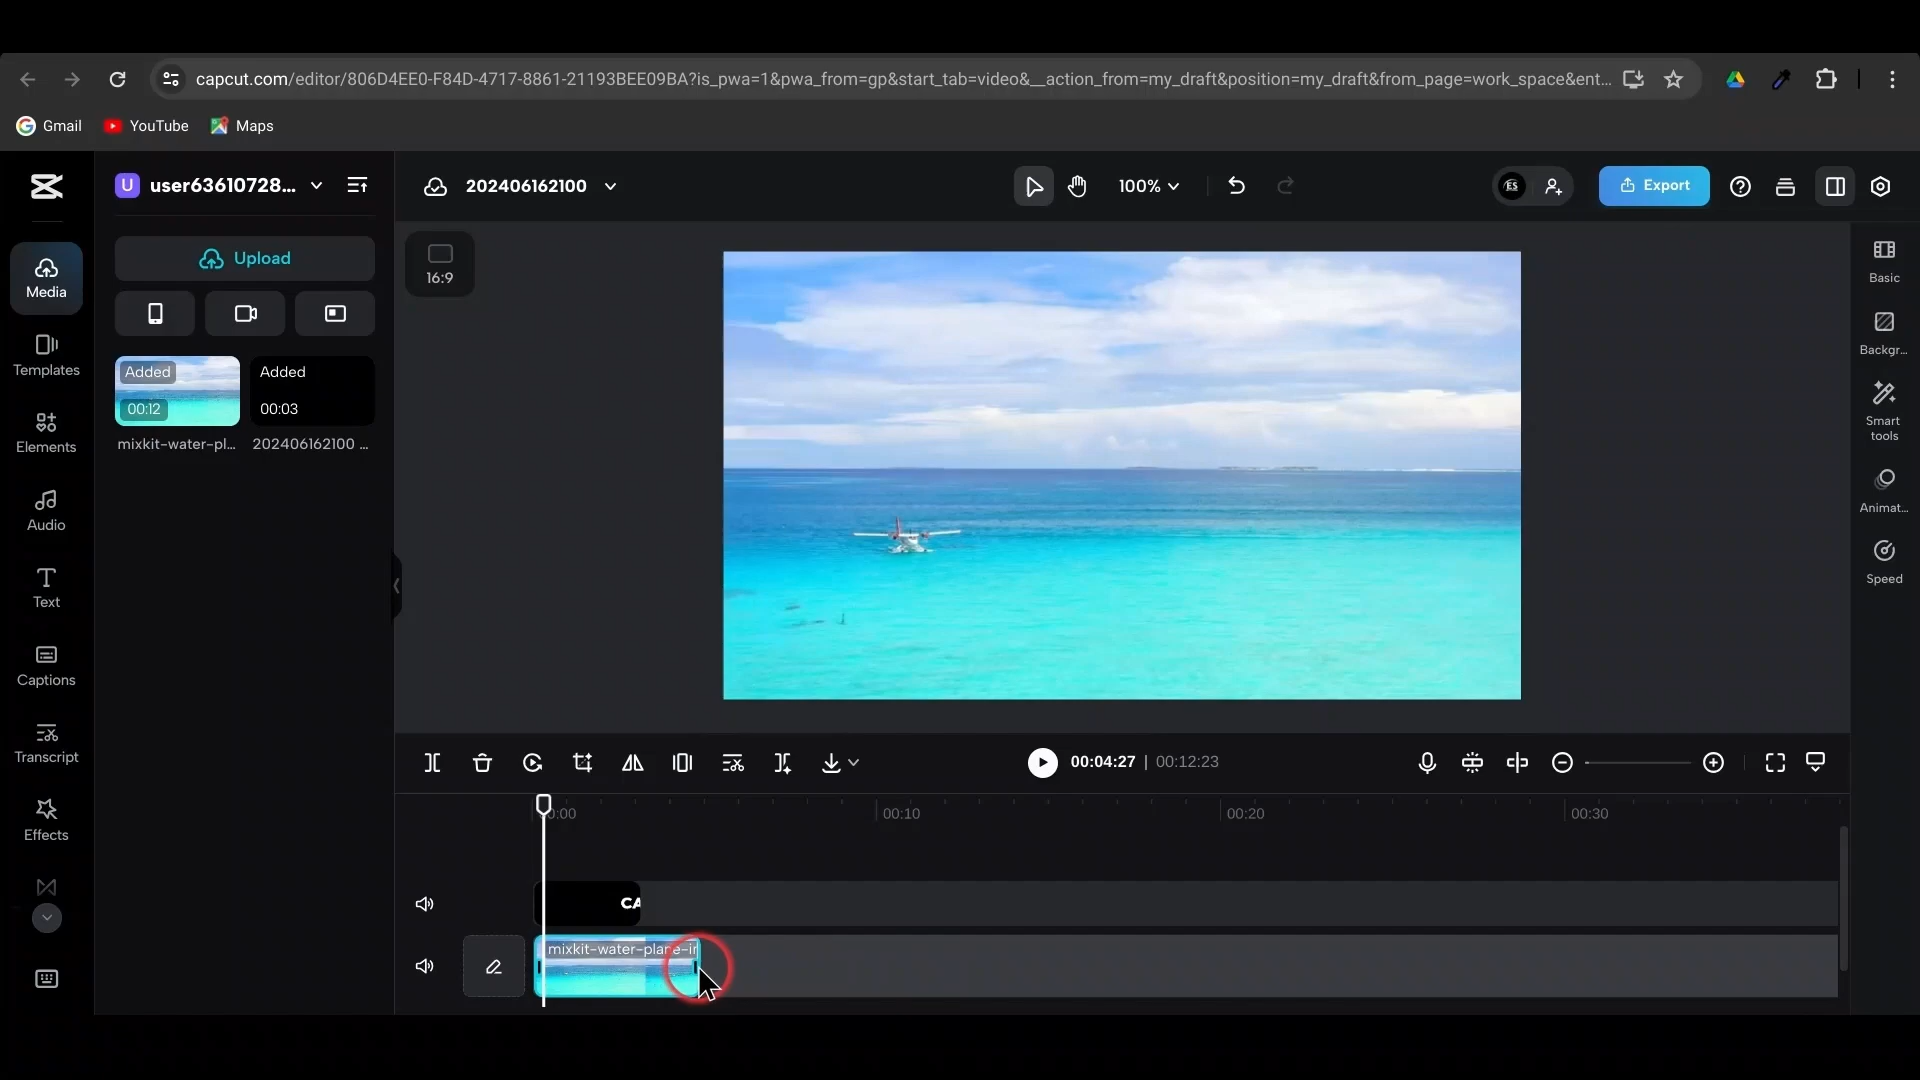 capcut.com/editor/806D4EE0-F84D-4717-8861-21193BEE09BA?is_pwa=1&pwa_from=gp&start_tab=video&__action_from=my_draft&position=my_draft&from_page=work_space&ent...
Gmail YouTube Maps
U user63610728...
202406162100
100%
ES
Export
Upload
16:9
Media
Templates
Elements
Audio
Text
Captions
Transcript
Effects
Added
00:12
mixkit-water-pl...
Added
00:03
202406162100 ...
Basic
Backgr...
Smart
tools
Animat...
Speed
00:04:27 | 00:12:23
00:10
00:20
00:30
CA
mixkit-water-plane-in